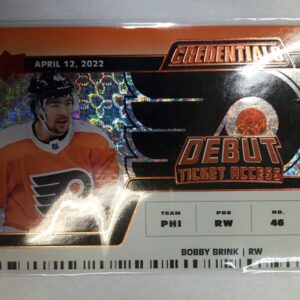 APRIL 12, 2022
CREDENTIALS
DEBUT
TICKET ACCESS
TEAM POS NO.
PHI RW 46
BOBBY BRINK | RW